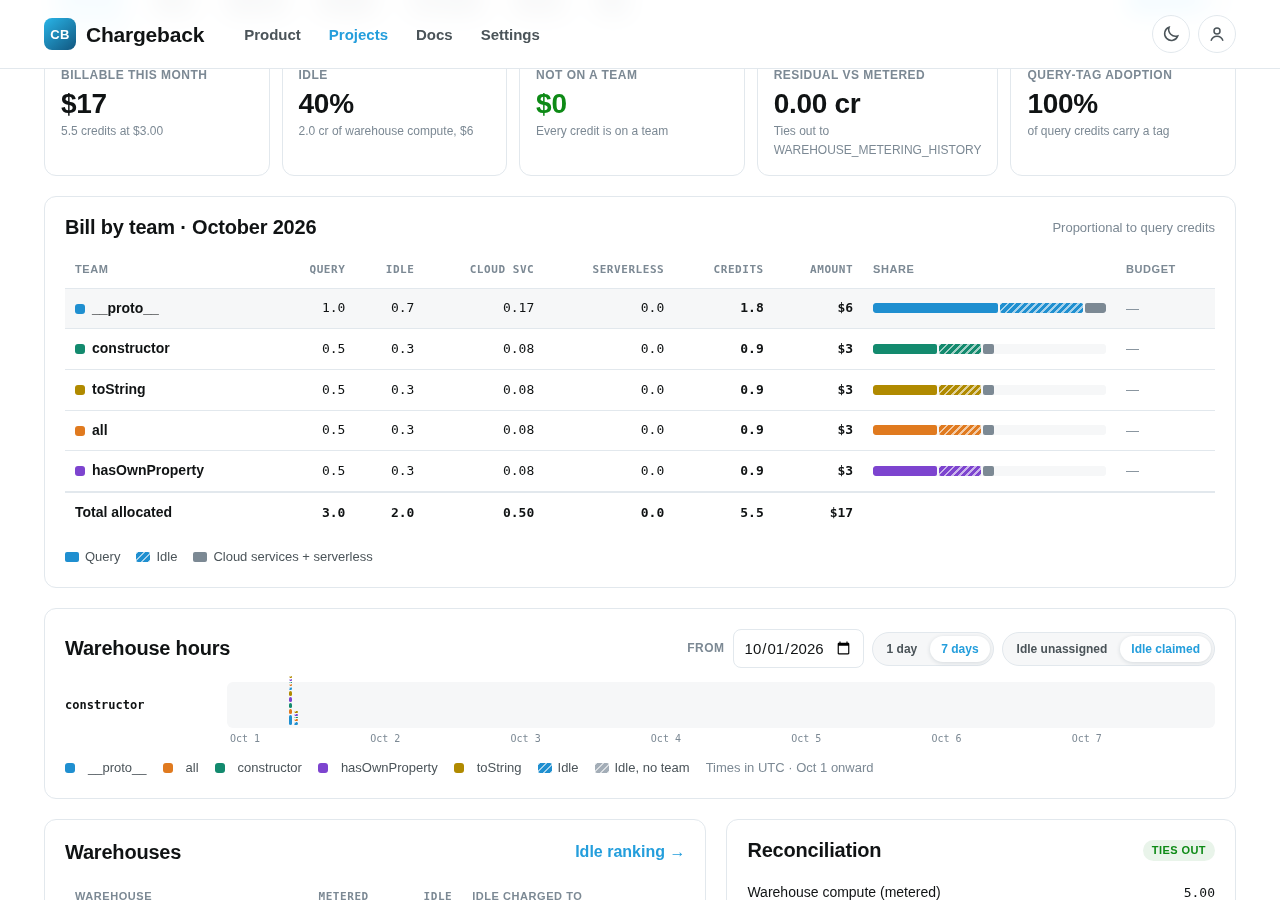 CB Chargeback Product Projects Docs Settings
BILLABLE THIS MONTH IDLE NOT ON A TEAM RESIDUAL VS METERED QUERY-TAG ADOPTION
$17 40% $0 0.00 cr 100%
5.5 credits at $3.00 2.0 cr of warehouse compute, $6 Every credit is on a team Ties out to of query credits carry a tag
WAREHOUSE_METERING_HISTORY
Bill by team · October 2026 Proportional to query credits
TEAM QUERY IDLE CLOUD SVC SERVERLESS CREDITS AMOUNT SHARE BUDGET
__proto__ 1.0 0.7 0.17 0.0 1.8 $6 —
constructor 0.5 0.3 0.08 0.0 0.9 $3 —
toString 0.5 0.3 0.08 0.0 0.9 $3 —
all 0.5 0.3 0.08 0.0 0.9 $3 —
hasOwnProperty 0.5 0.3 0.08 0.0 0.9 $3 —
Total allocated 3.0 2.0 0.50 0.0 5.5 $17
Query Idle Cloud services + serverless
Warehouse hours FROM 10/01/2026 1 day 7 days Idle unassigned Idle claimed
constructor
Oct 1 Oct 2 Oct 3 Oct 4 Oct 5 Oct 6 Oct 7
__proto__ all constructor hasOwnProperty toString Idle Idle, no team Times in UTC · Oct 1 onward
Warehouses Idle ranking →
WAREHOUSE METERED IDLE IDLE CHARGED TO
Reconciliation TIES OUT
Warehouse compute (metered) 5.00